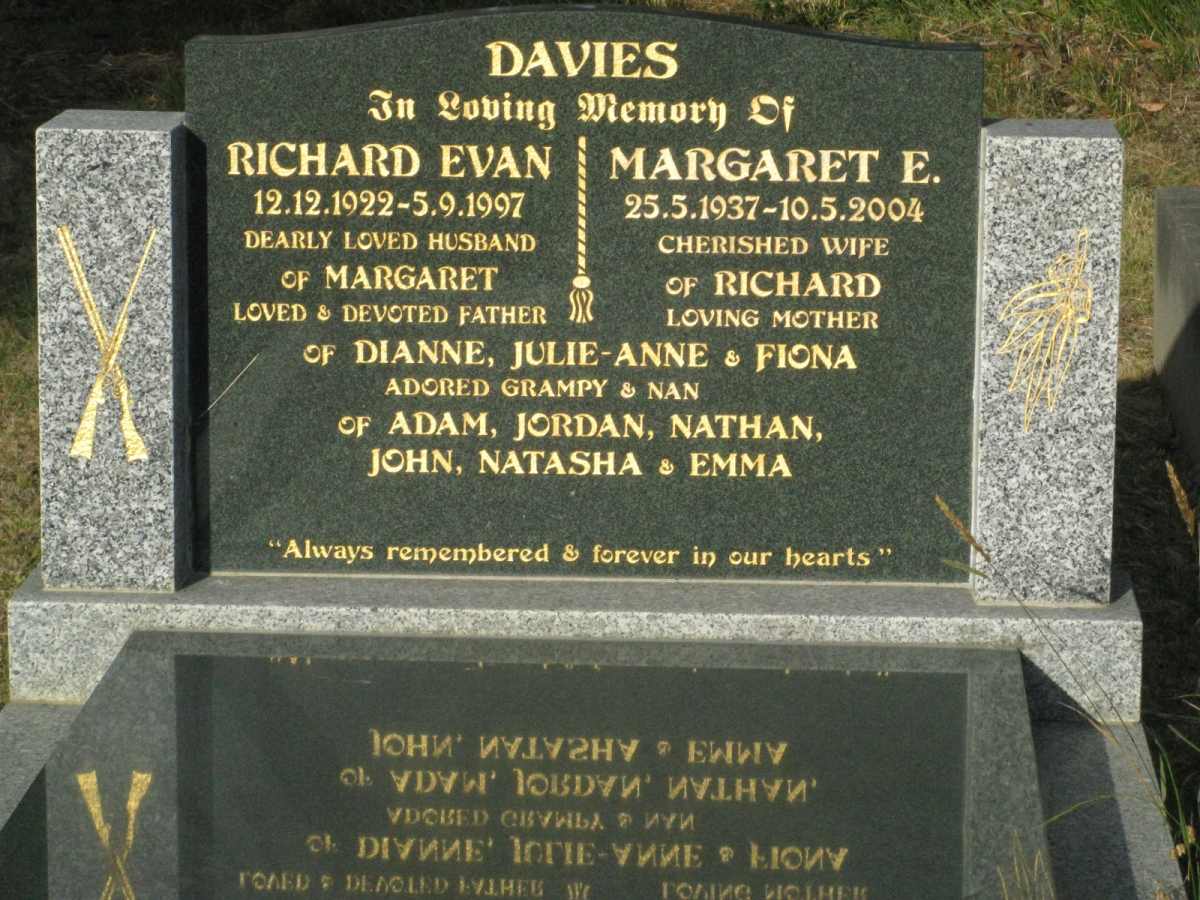 DAVIES
In Loving Memory Of
RICHARD EVAN
12.12.1922-5.9.1997
DEARLY LOVED HUSBAND
OF MARGARET
LOVED & DEVOTED FATHER
MARGARET E.
25.5.1937-10.5.2004
CHERISHED WIFE
OF RICHARD
LOVING MOTHER
OF DIANNE, JULIE-ANNE & FIONA
ADORED GRAMPY & NAN
OF ADAM, JORDAN, NATHAN,
JOHN, NATASHA & EMMA
"Always remembered & forever in our hearts"